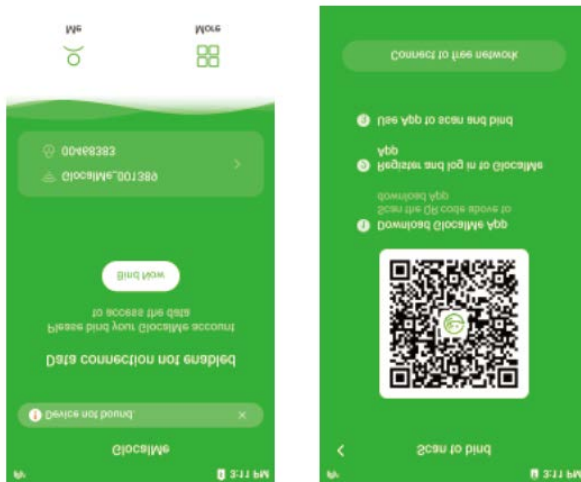 3:11 PM
GlocalMe
Device not bound.
Data connection not enabled
Please bind your GlocalMe account
to access the data
Bind Now
GlocalMe_001389
00468383
Me More
3:11 PM
Scan to bind
1 Download GlocalMe App
Scan the QR code above to
download App
2 Register and log in to GlocalMe
App
3 Use App to scan and bind
Connect to free network